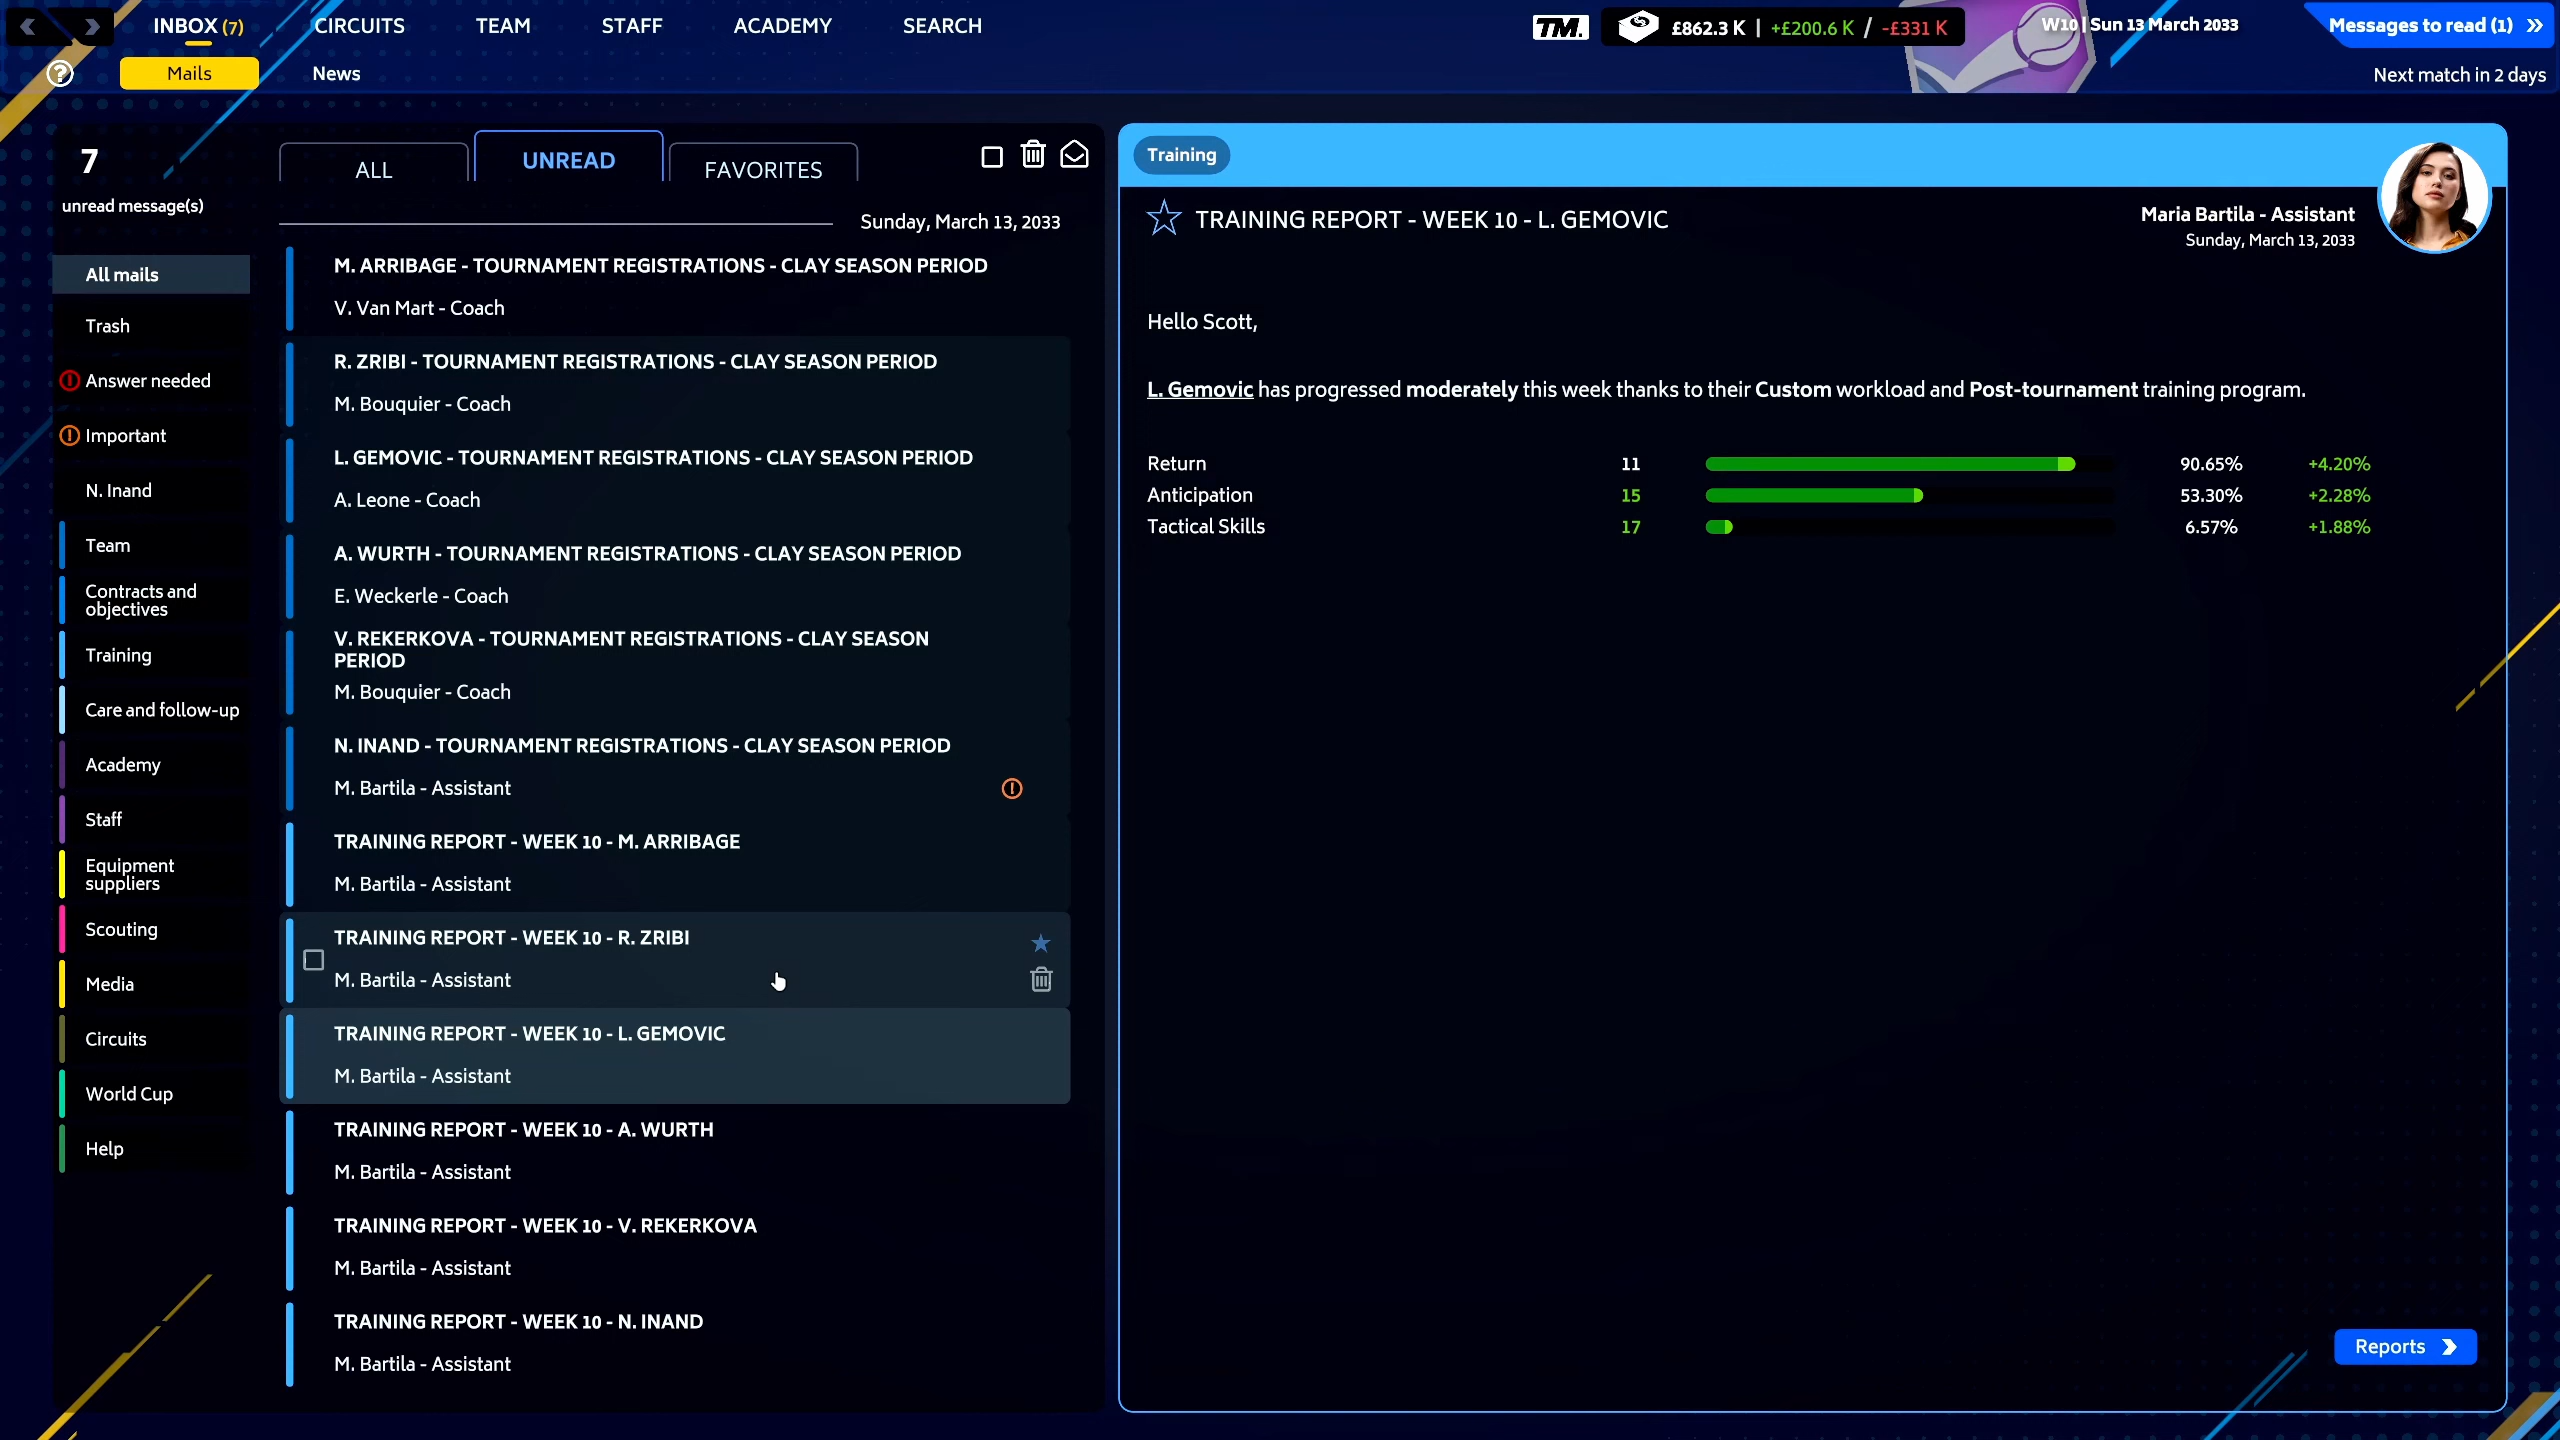 INBOX (7)
CIRCUITS
TEAM
STAFF
ACADEMY
SEARCH
TM.
£862.3 K | +£200.6 K / -£331 K
W10 | Sun 13 March 2033
Messages to read (1)
Mails
News
Next match in 2 days
7
unread message(s)
All mails
Trash
Answer needed
Important
N. Inand
Team
Contracts and
objectives
Training
Care and follow-up
Academy
Staff
Equipment
suppliers
Scouting
Media
Circuits
World Cup
Help
ALL
UNREAD
FAVORITES
Sunday, March 13, 2033
M. ARRIBAGE - TOURNAMENT REGISTRATIONS - CLAY SEASON PERIOD
V. Van Mart - Coach
R. ZRIBI - TOURNAMENT REGISTRATIONS - CLAY SEASON PERIOD
M. Bouquier - Coach
L. GEMOVIC - TOURNAMENT REGISTRATIONS - CLAY SEASON PERIOD
A. Leone - Coach
A. WURTH - TOURNAMENT REGISTRATIONS - CLAY SEASON PERIOD
E. Weckerle - Coach
V. REKERKOVA - TOURNAMENT REGISTRATIONS - CLAY SEASON
PERIOD
M. Bouquier - Coach
N. INAND - TOURNAMENT REGISTRATIONS - CLAY SEASON PERIOD
M. Bartila - Assistant
TRAINING REPORT - WEEK 10 - M. ARRIBAGE
M. Bartila - Assistant
TRAINING REPORT - WEEK 10 - R. ZRIBI
M. Bartila - Assistant
TRAINING REPORT - WEEK 10 - L. GEMOVIC
M. Bartila - Assistant
TRAINING REPORT - WEEK 10 - A. WURTH
M. Bartila - Assistant
TRAINING REPORT - WEEK 10 - V. REKERKOVA
M. Bartila - Assistant
TRAINING REPORT - WEEK 10 - N. INAND
M. Bartila - Assistant
Training
TRAINING REPORT - WEEK 10 - L. GEMOVIC
Maria Bartila - Assistant
Sunday, March 13, 2033
Hello Scott,
L. Gemovic has progressed moderately this week thanks to their Custom workload and Post-tournament training program.
Return 11 90.65% +4.20%
Anticipation 15 53.30% +2.28%
Tactical Skills 17 6.57% +1.88%
Reports